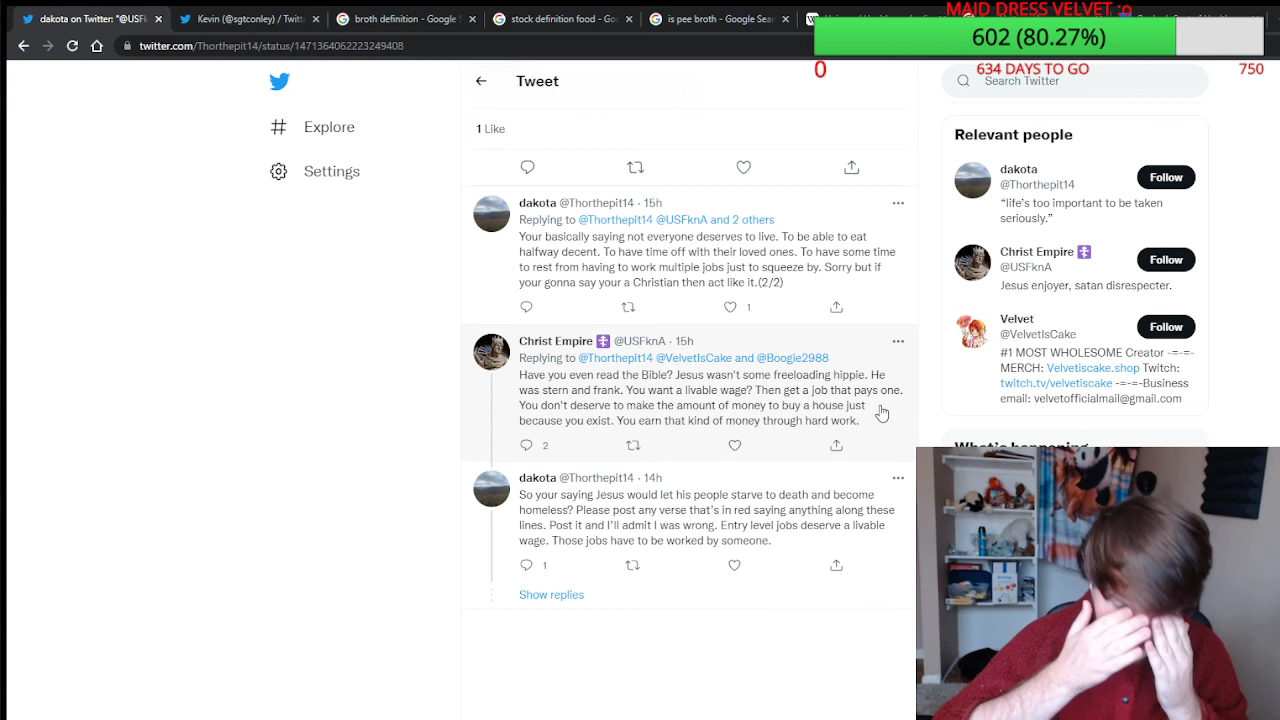 dakota on Twitter: "@USFk
Kevin (@sgtconley) / Twitte
broth definition - Google S
stock definition food - Goo
is pee broth - Google Sear
MAID DRESS VELVET :o
602 (80.27%)
0
634 DAYS TO GO
750
twitter.com/Thorthepit14/status/1471364062223249408
Explore
Settings
Tweet
1 Like
dakota @Thorthepit14 · 15h
Replying to @Thorthepit14 @USFknA and 2 others
Your basically saying not everyone deserves to live. To be able to eat
halfway decent. To have time off with their loved ones. To have some time
to rest from having to work multiple jobs just to squeeze by. Sorry but if
your gonna say your a Christian then act like it.(2/2)
1
Christ Empire @USFknA · 15h
Replying to @Thorthepit14 @VelvetIsCake and @Boogie2988
Have you even read the Bible? Jesus wasn't some freeloading hippie. He
was stern and frank. You want a livable wage? Then get a job that pays one.
You don't deserve to make the amount of money to buy a house just
because you exist. You earn that kind of money through hard work.
2
dakota @Thorthepit14 · 14h
So your saying Jesus would let his people starve to death and become
homeless? Please post any verse that's in red saying anything along these
lines. Post it and I'll admit I was wrong. Entry level jobs deserve a livable
wage. Those jobs have to be worked by someone.
1
Show replies
Search Twitter
Relevant people
dakota
@Thorthepit14
Follow
"life's too important to be taken
seriously."
Christ Empire
@USFknA
Follow
Jesus enjoyer, satan disrespecter.
Velvet
@VelvetIsCake
Follow
#1 MOST WHOLESOME Creator -=-=-
MERCH: Velvetiscake.shop Twitch:
twitch.tv/velvetiscake -=-=-Business
email: velvetofficialmail@gmail.com
What's happening